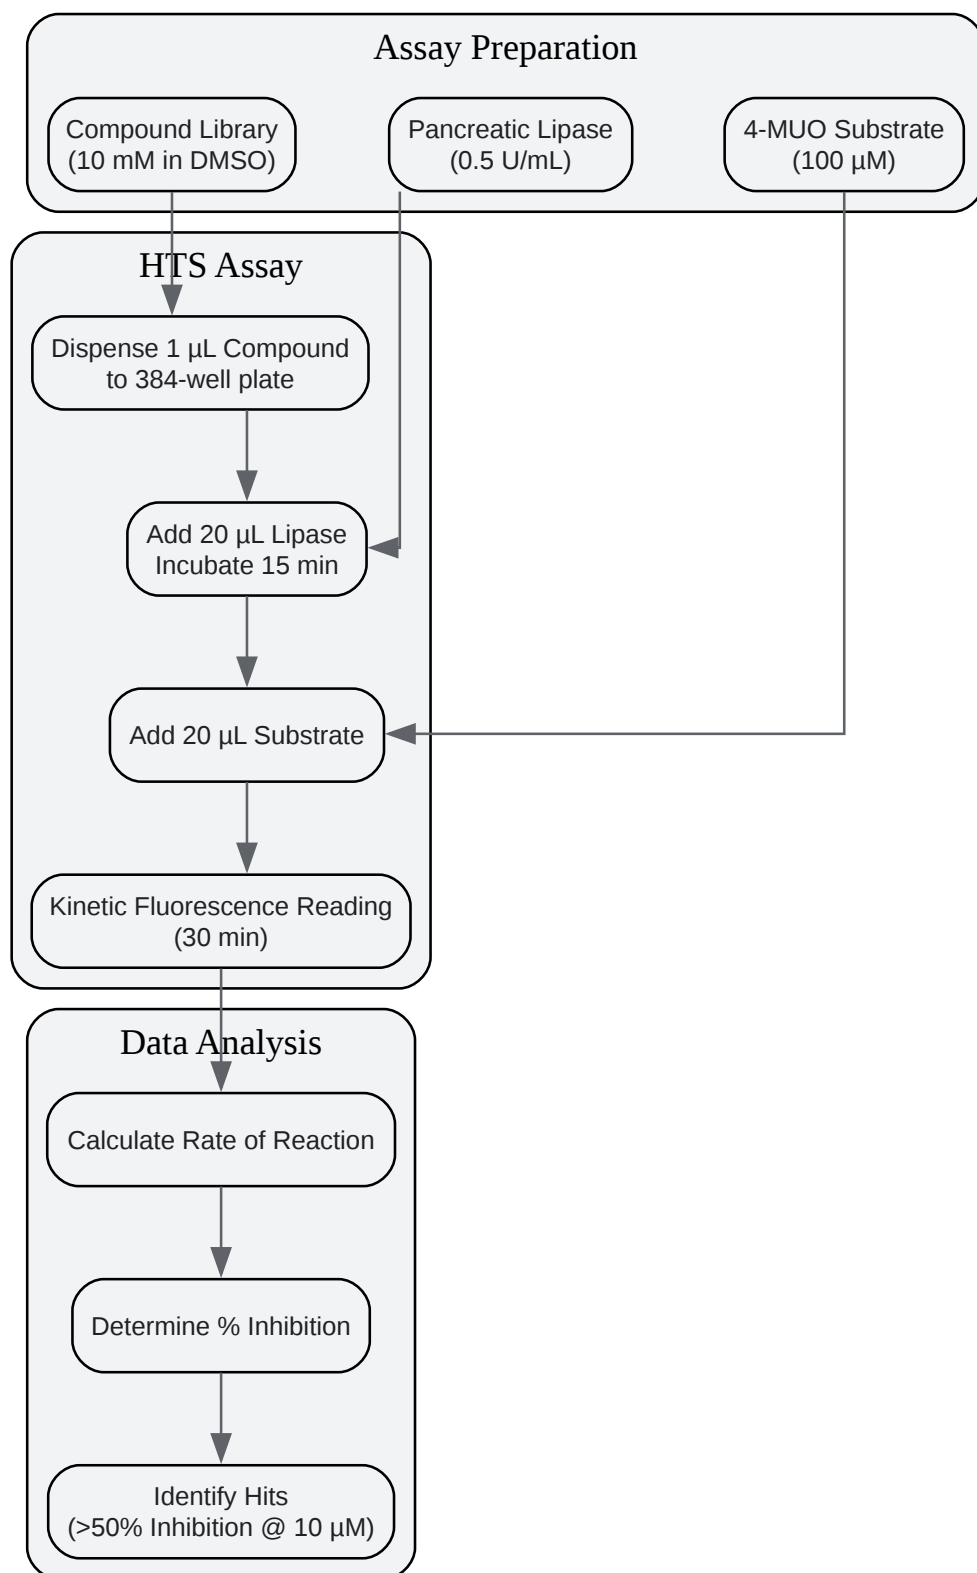 Assay Preparation
Compound Library
(10 mM in DMSO)
Pancreatic Lipase
(0.5 U/mL)
4-MUO Substrate
(100 µM)
HTS Assay
Dispense 1 µL Compound
to 384-well plate
Add 20 µL Lipase
Incubate 15 min
Add 20 µL Substrate
Kinetic Fluorescence Reading
(30 min)
Data Analysis
Calculate Rate of Reaction
Determine % Inhibition
Identify Hits
(>50% Inhibition @ 10 µM)